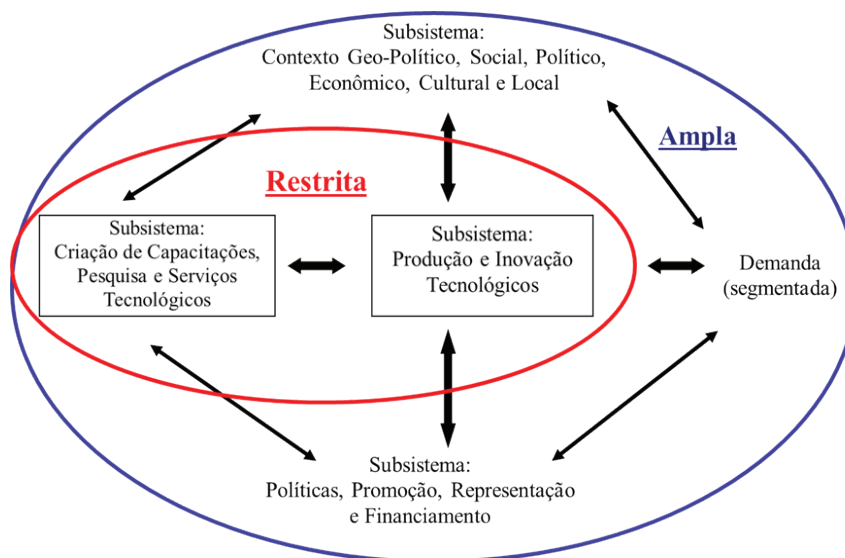 Subsistema:
Contexto Geo-Político, Social, Político,
Econômico, Cultural e Local
Ampla
Restrita
Subsistema:
Criação de Capacitações,
Pesquisa e Serviços
Tecnológicos
Subsistema:
Produção e Inovação
Tecnológicos
Demanda
(segmentada)
Subsistema:
Políticas, Promoção, Representação
e Financiamento